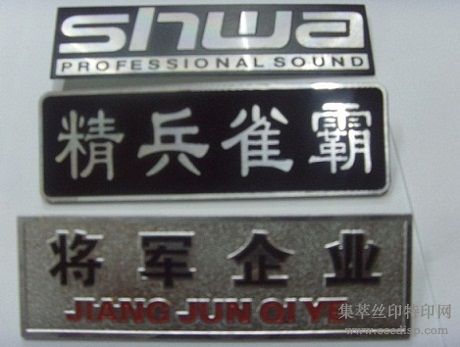 shwa
PROFESSIONAL SOUND
精兵雀霸
将军企业
JIANG JUN QI YE
集萃丝印特印网